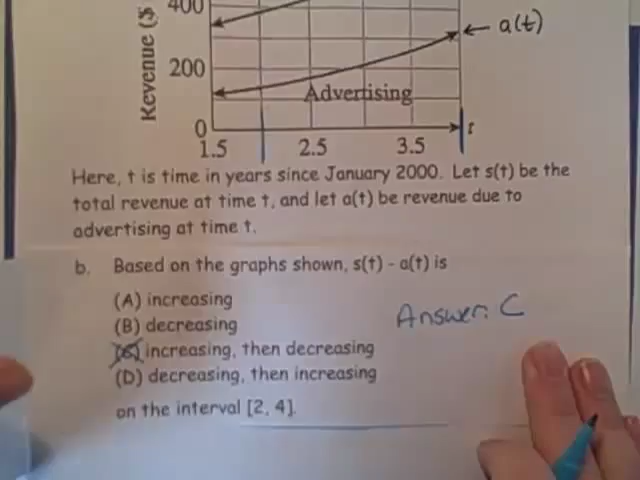 400
Revenue ($
a(t)
200
Advertising
0
t
1.5 2.5 3.5
Here, t is time in years since January 2000. Let s(t) be the
total revenue at time t, and let a(t) be revenue due to
advertising at time t.
b. Based on the graphs shown, s(t) - a(t) is
(A) increasing
(B) decreasing
Answer: C
(C) increasing, then decreasing
(D) decreasing, then increasing
on the interval [2, 4].